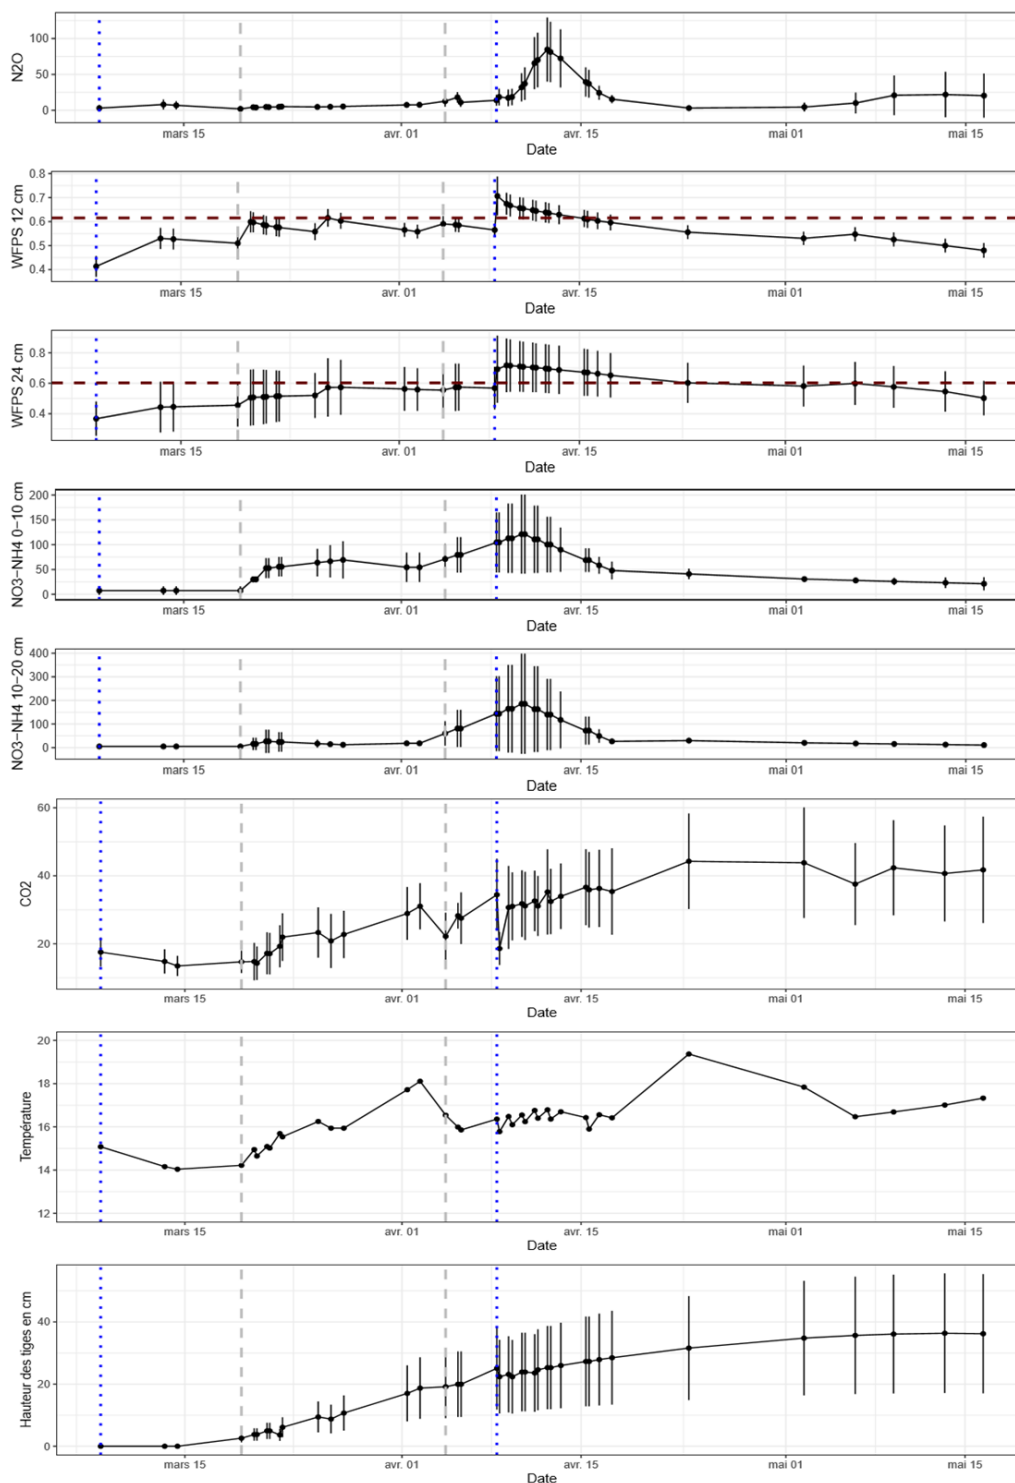 N2O
100
50
0
mars 15
avr. 01
avr. 15
mai 01
mai 15
Date
WFPS 12 cm
0.8
0.7
0.6
0.5
0.4
mars 15
avr. 01
avr. 15
mai 01
mai 15
Date
WFPS 24 cm
0.8
0.6
0.4
mars 15
avr. 01
avr. 15
mai 01
mai 15
Date
NO3−NH4 0−10 cm
200
150
100
50
0
mars 15
avr. 01
avr. 15
mai 01
mai 15
Date
NO3−NH4 10−20 cm
400
300
200
100
0
mars 15
avr. 01
avr. 15
mai 01
mai 15
Date
CO2
60
40
20
mars 15
avr. 01
avr. 15
mai 01
mai 15
Date
Température
20
18
16
14
12
mars 15
avr. 01
avr. 15
mai 01
mai 15
Date
Hauteur des tiges en cm
40
20
0
mars 15
avr. 01
avr. 15
mai 01
mai 15
Date